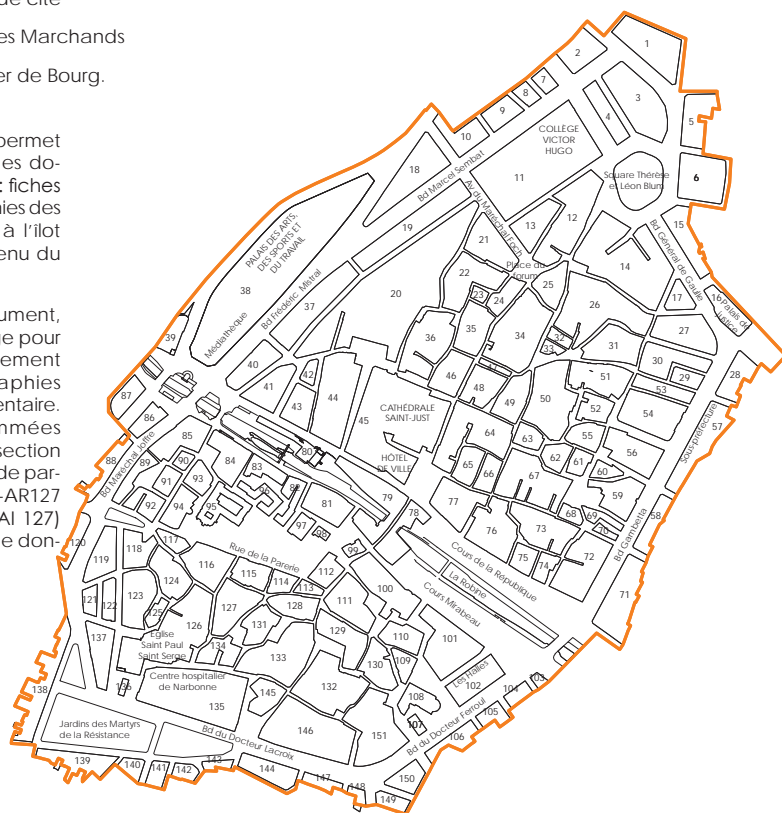 de cité
es Marchands
er de Bourg.
permet
es do-
: fiches
nies des
à l'îlot
enu du
ument,
ge pour
ement
aphies
entaire.
mmées
section
de par-
-AR127
AI 127)
e don-
1
2
3
4
5
6
7
8
9
10
COLLÈGE
VICTOR
HUGO
11
Square Thérèse
et Léon Blum
Bd Marcel Sembat
Av du Maréchal Foch
18
19
12
13
14
15
Bd Général de Gaulle
16
Palais de
justice
17
PALAIS DES ARTS,
DES SPORTS ET
DU TRAVAIL
38
Médiathèque
Bd Frédéric Mistral
37
20
21
22
23
24
Place du
forum
25
26
27
28
29
30
31
32
33
34
35
36
39
40
41
42
43
44
45
46
47
48
49
50
51
52
53
54
55
56
57
Sous-préfecture
CATHÉDRALE
SAINT-JUST
HÔTEL
DE VILLE
58
59
60
61
62
63
64
65
66
67
68
69
70
71
72
73
74
75
76
77
78
79
80
81
82
83
84
85
86
87
88
Bd Maréchal Joffre
89
90
91
92
93
94
95
96
97
98
99
Bd Gambetta
Cours de la République
La Robine
Cours Mirabeau
Rue de la Parerie
100
101
Les Halles
102
103
104
105
106
107
108
109
110
111
112
113
114
115
116
117
118
119
120
121
122
123
124
125
126
127
128
129
130
131
132
133
134
Eglise
Saint Paul
Saint Serge
Centre hospitalier
de Narbonne
135
136
137
138
Jardins des Martyrs
de la Résistance
Bd du Docteur Lacroix
Bd du Docteur Ferroul
139
140
141
142
143
144
145
146
147
148
149
150
151